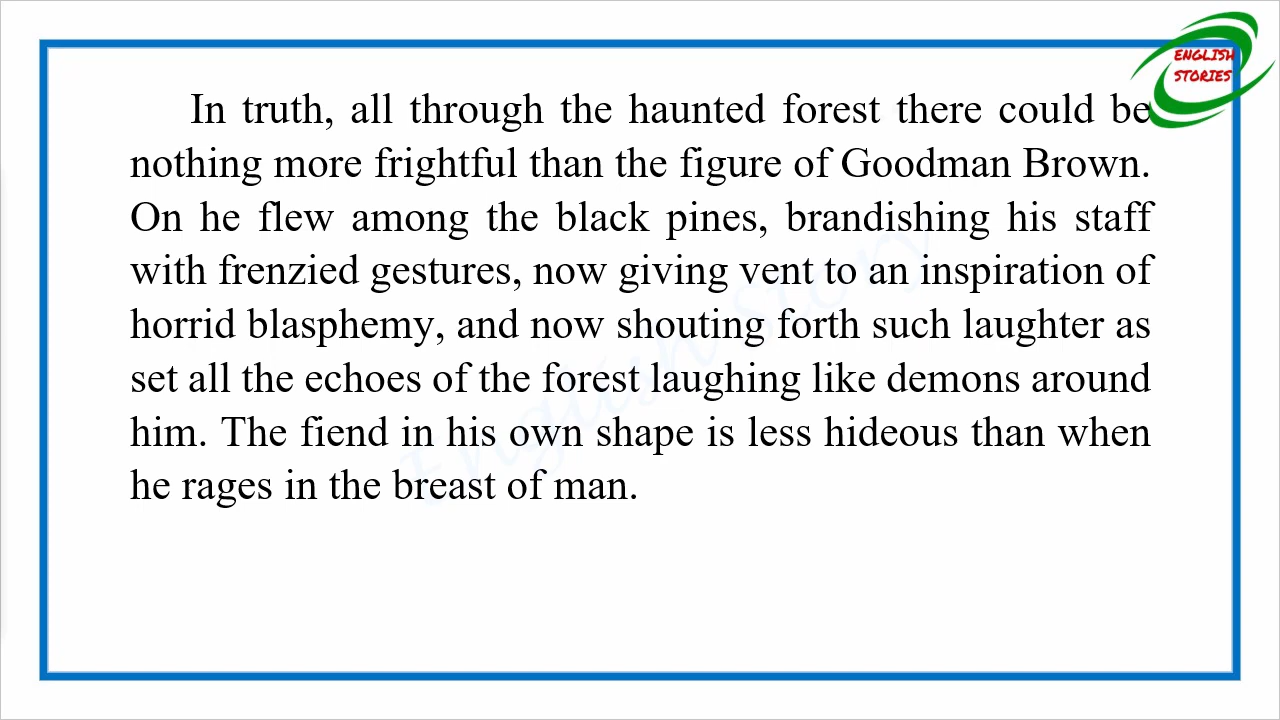 ENGLISH
STORIES
In truth, all through the haunted forest there could be
nothing more frightful than the figure of Goodman Brown.
On he flew among the black pines, brandishing his staff
with frenzied gestures, now giving vent to an inspiration of
horrid blasphemy, and now shouting forth such laughter as
set all the echoes of the forest laughing like demons around
him. The fiend in his own shape is less hideous than when
he rages in the breast of man.
English Story